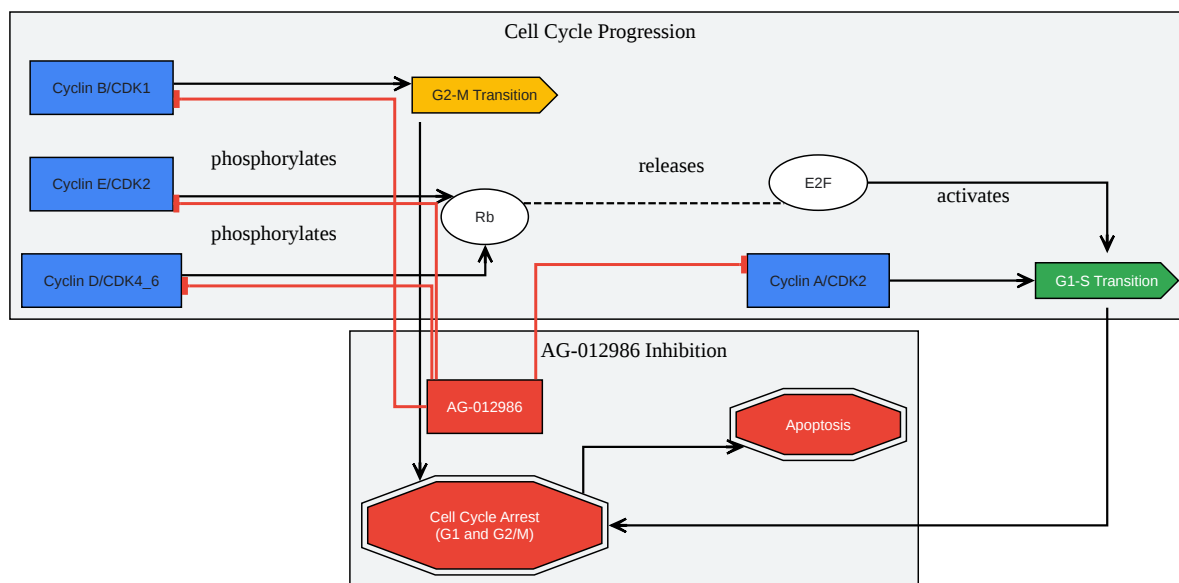 Cell Cycle Progression
Cyclin B/CDK1
G2-M Transition
phosphorylates
releases
Cyclin E/CDK2
E2F
activates
Rb
phosphorylates
Cyclin D/CDK4_6
Cyclin A/CDK2
G1-S Transition
AG-012986 Inhibition
AG-012986
Apoptosis
Cell Cycle Arrest
(G1 and G2/M)